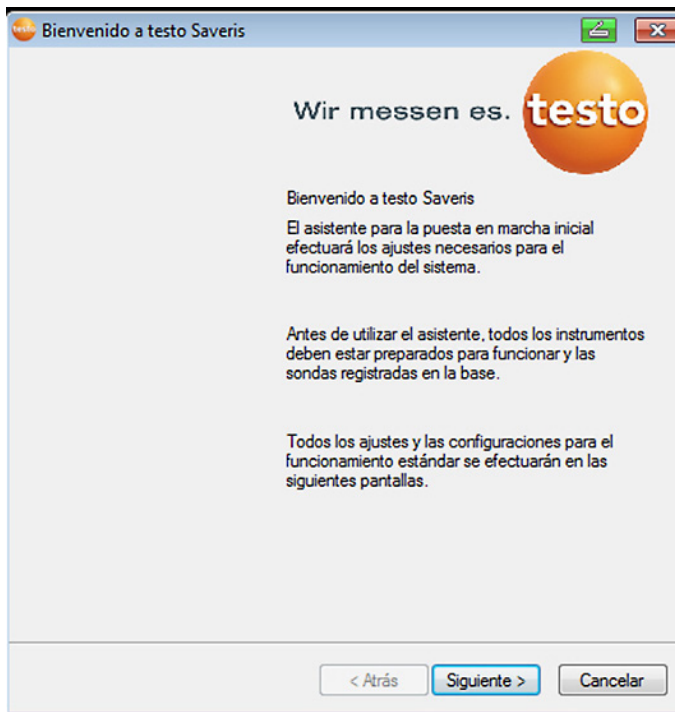 Bienvenido a testo Saveris
Wir messen es. testo
Bienvenido a testo Saveris
El asistente para la puesta en marcha inicial
efectuará los ajustes necesarios para el
funcionamiento del sistema.
Antes de utilizar el asistente, todos los instrumentos
deben estar preparados para funcionar y las
sondas registradas en la base.
Todos los ajustes y las configuraciones para el
funcionamiento estándar se efectuarán en las
siguientes pantallas.
< Atrás Siguiente > Cancelar